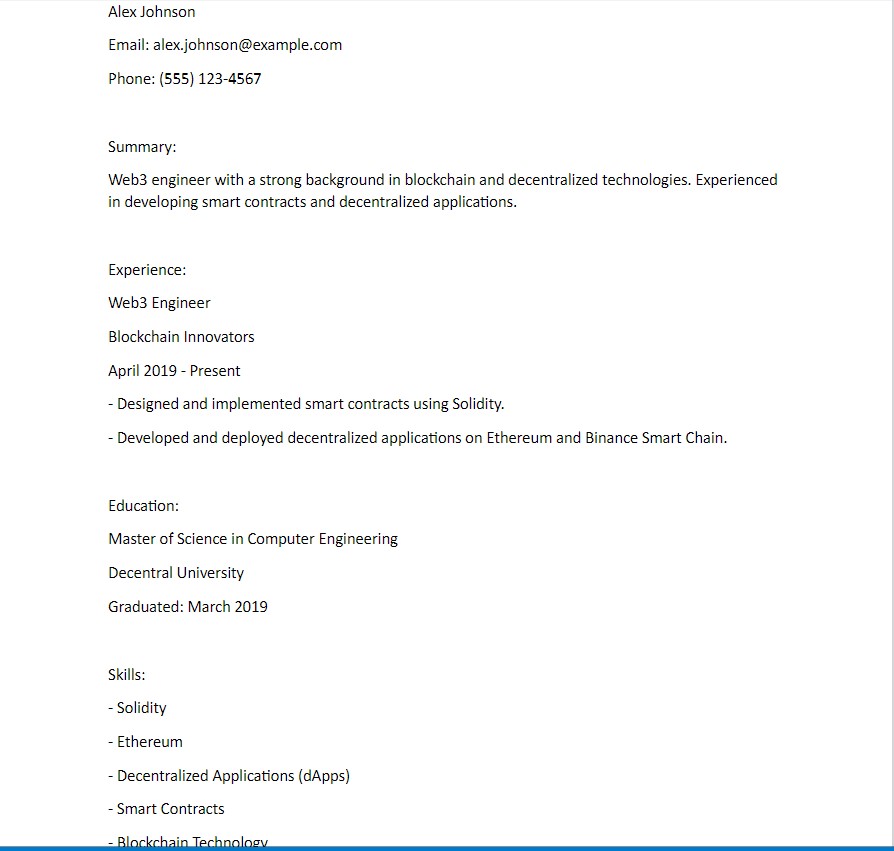 Alex Johnson
Email: alex.johnson@example.com
Phone: (555) 123-4567
Summary:
Web3 engineer with a strong background in blockchain and decentralized technologies. Experienced
in developing smart contracts and decentralized applications.
Experience:
Web3 Engineer
Blockchain Innovators
April 2019 - Present
- Designed and implemented smart contracts using Solidity.
- Developed and deployed decentralized applications on Ethereum and Binance Smart Chain.
Education:
Master of Science in Computer Engineering
Decentral University
Graduated: March 2019
Skills:
- Solidity
- Ethereum
- Decentralized Applications (dApps)
- Smart Contracts
- Blockchain Technology